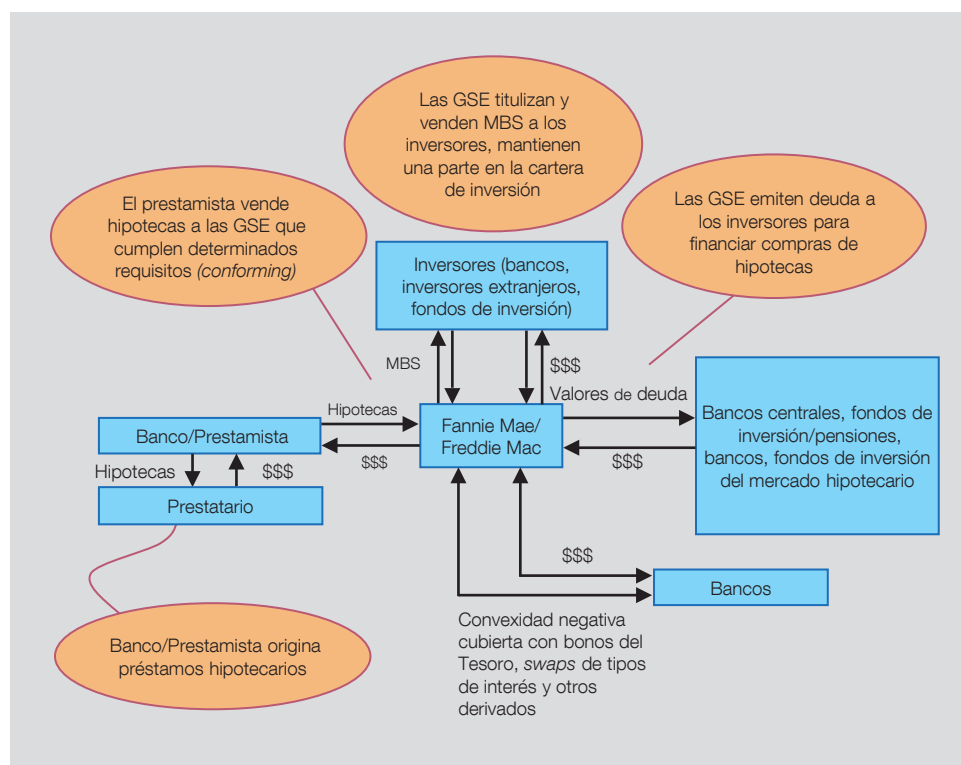 Las GSE titulizan y
venden MBS a los
inversores, mantienen
una parte en la cartera
de inversión
El prestamista vende
hipotecas a las GSE que
cumplen determinados
requisitos (conforming)
Las GSE emiten deuda a
los inversores para
financiar compras de
hipotecas
Inversores (bancos,
inversores extranjeros,
fondos de inversión)
MBS
$$$
Valores de deuda
Hipotecas
Banco/Prestamista
Fannie Mae/
Freddie Mac
Bancos centrales, fondos de
inversión/pensiones,
bancos, fondos de inversión
del mercado hipotecario
$$$
$$$
Hipotecas
$$$
Prestatario
$$$
Bancos
Convexidad negativa
cubierta con bonos del
Tesoro, swaps de tipos
de interés y otros
derivados
Banco/Prestamista origina
préstamos hipotecarios